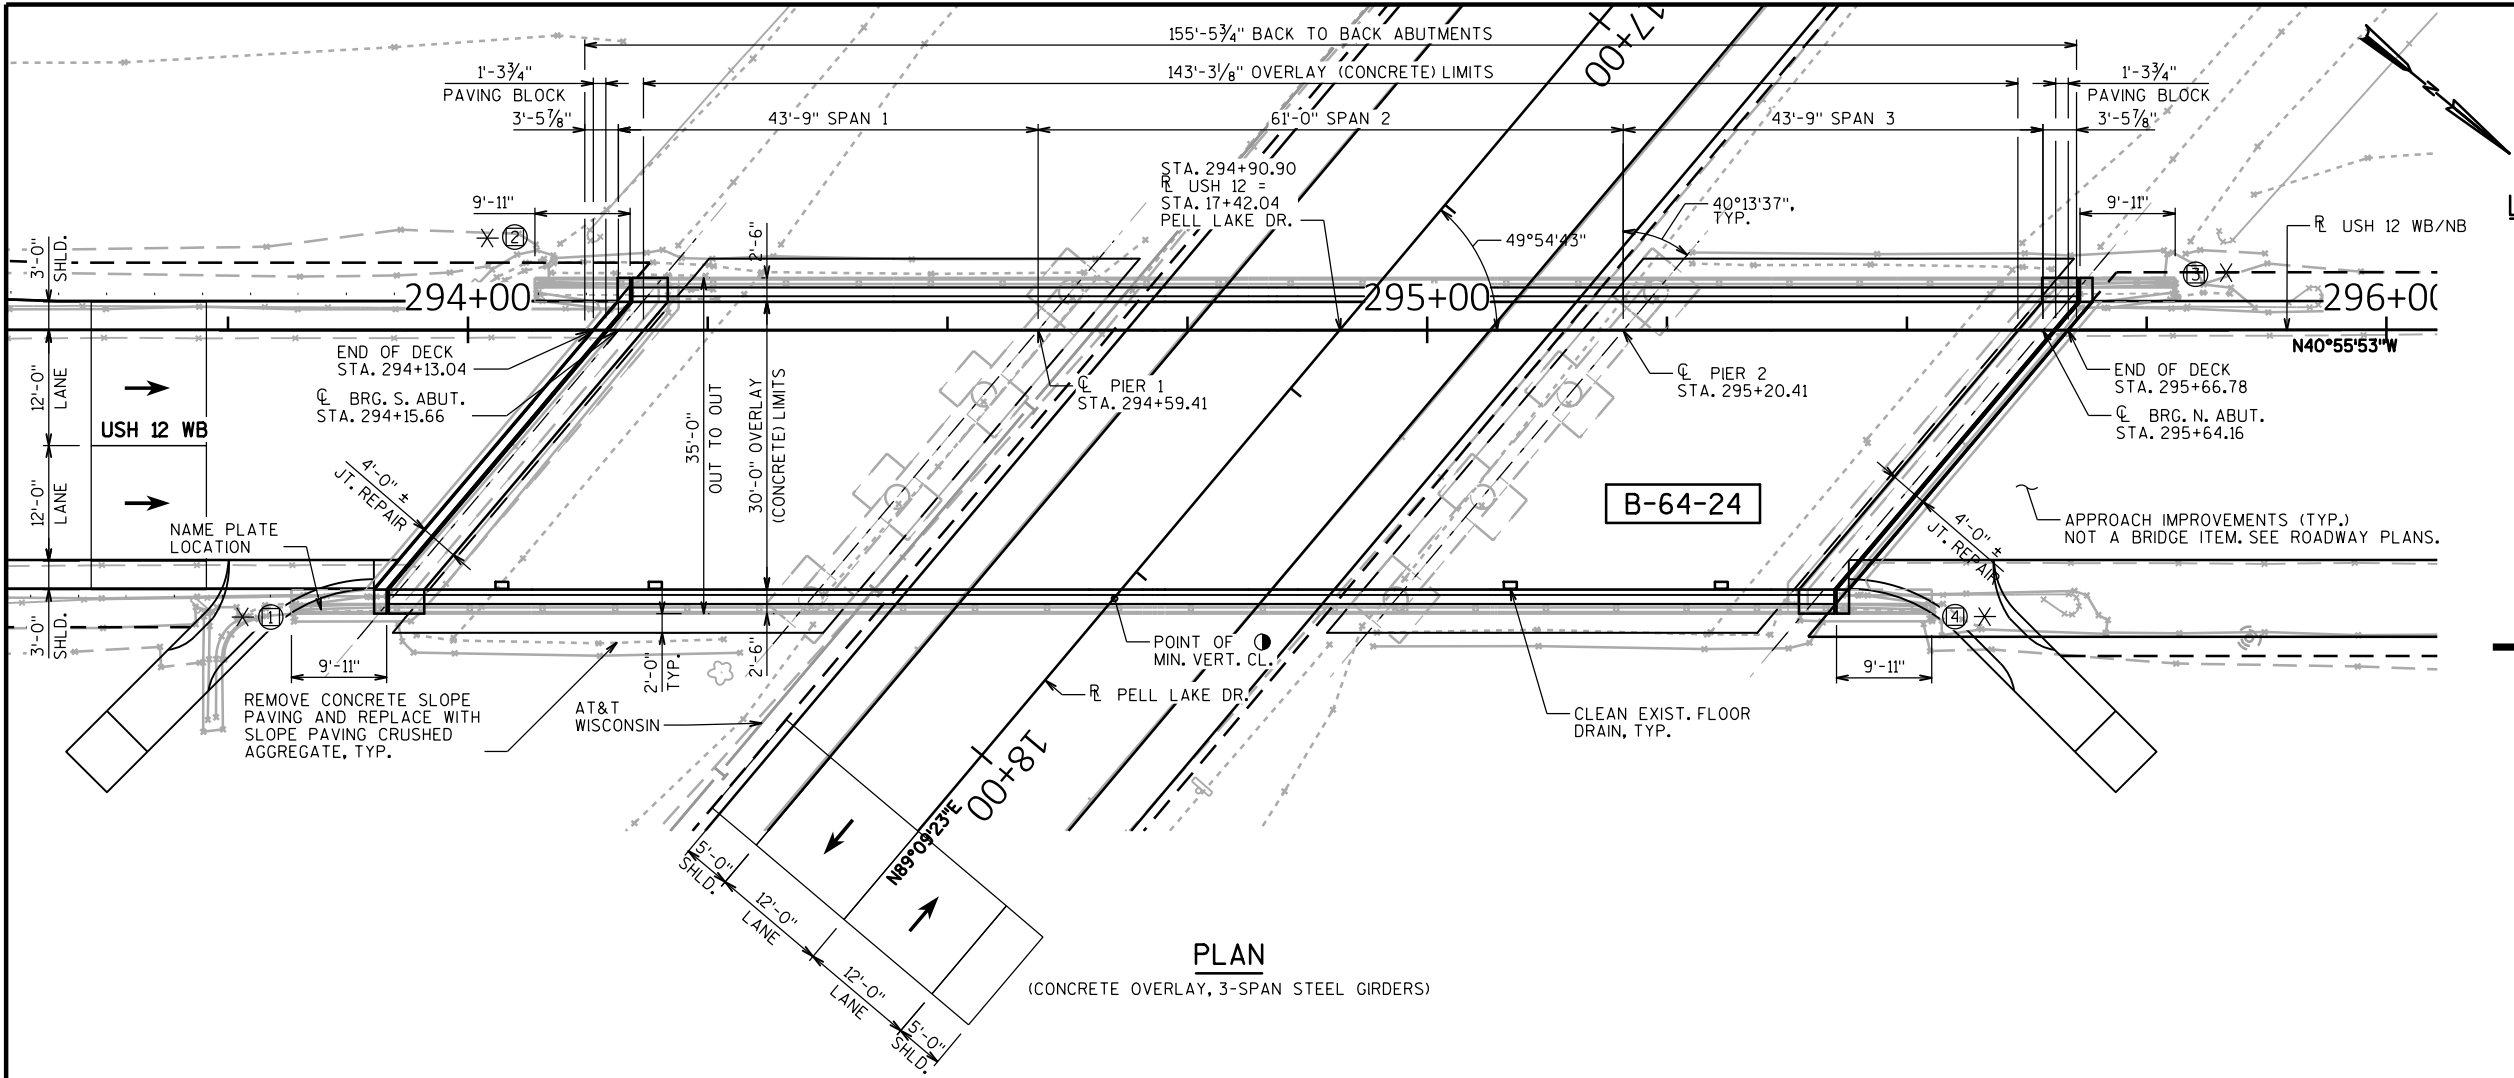 155'-5¾" BACK TO BACK ABUTMENTS
17+00
1'-3¾"
PAVING BLOCK
143'-3⅛" OVERLAY (CONCRETE) LIMITS
1'-3¾"
PAVING BLOCK
3'-5⅞"
43'-9" SPAN 1
61'-0" SPAN 2
43'-9" SPAN 3
3'-5⅞"
N
STA. 294+90.90
R USH 12 =
STA. 17+42.04
PELL LAKE DR.
9'-11"
2
40°13'37",
TYP.
49°54'43"
9'-11"
R USH 12 WB/NB
3'-0"
SHLD.
2'-6"
3
294+00
295+00
296+00
N40°55'53"W
END OF DECK
STA. 294+13.04
CL BRG. S. ABUT.
STA. 294+15.66
CL PIER 1
STA. 294+59.41
CL PIER 2
STA. 295+20.41
END OF DECK
STA. 295+66.78
CL BRG. N. ABUT.
STA. 295+64.16
12'-0"
LANE
USH 12 WB
12'-0"
LANE
35'-0"
OUT TO OUT
30'-0" OVERLAY
(CONCRETE) LIMITS
4'-0" ±
JT. REPAIR
B-64-24
4'-0" ±
JT. REPAIR
APPROACH IMPROVEMENTS (TYP.)
NOT A BRIDGE ITEM. SEE ROADWAY PLANS.
NAME PLATE
LOCATION
3'-0"
SHLD.
1
4
9'-11"
2'-0"
TYP.
2'-6"
POINT OF
MIN. VERT. CL.
9'-11"
REMOVE CONCRETE SLOPE
PAVING AND REPLACE WITH
SLOPE PAVING CRUSHED
AGGREGATE, TYP.
AT&T
WISCONSIN
R PELL LAKE DR.
CLEAN EXIST. FLOOR
DRAIN, TYP.
18+00
N89°09'23"E
5'-0"
SHLD.
12'-0"
LANE
12'-0"
LANE
5'-0"
SHLD.
PLAN
(CONCRETE OVERLAY, 3-SPAN STEEL GIRDERS)